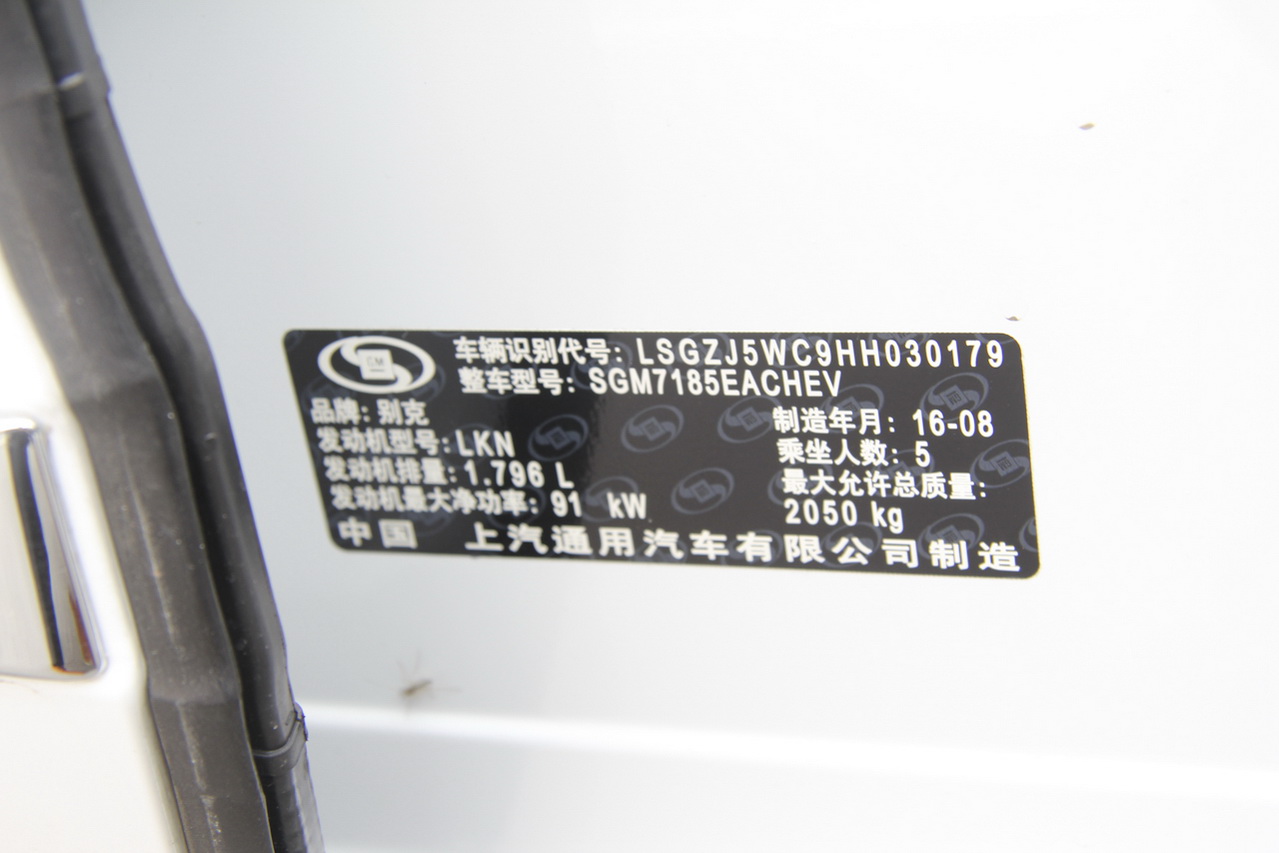 GM
车辆识别代号: LSGZJ5WC9HH030179
整车型号: SGM7185EACHEV
品牌: 别克
发动机型号: LKN
发动机排量: 1.796 L
发动机最大净功率: 91 kW
制造年月: 16-08
乘坐人数: 5
最大允许总质量:
2050 kg
中国 上汽通用汽车有限公司制造